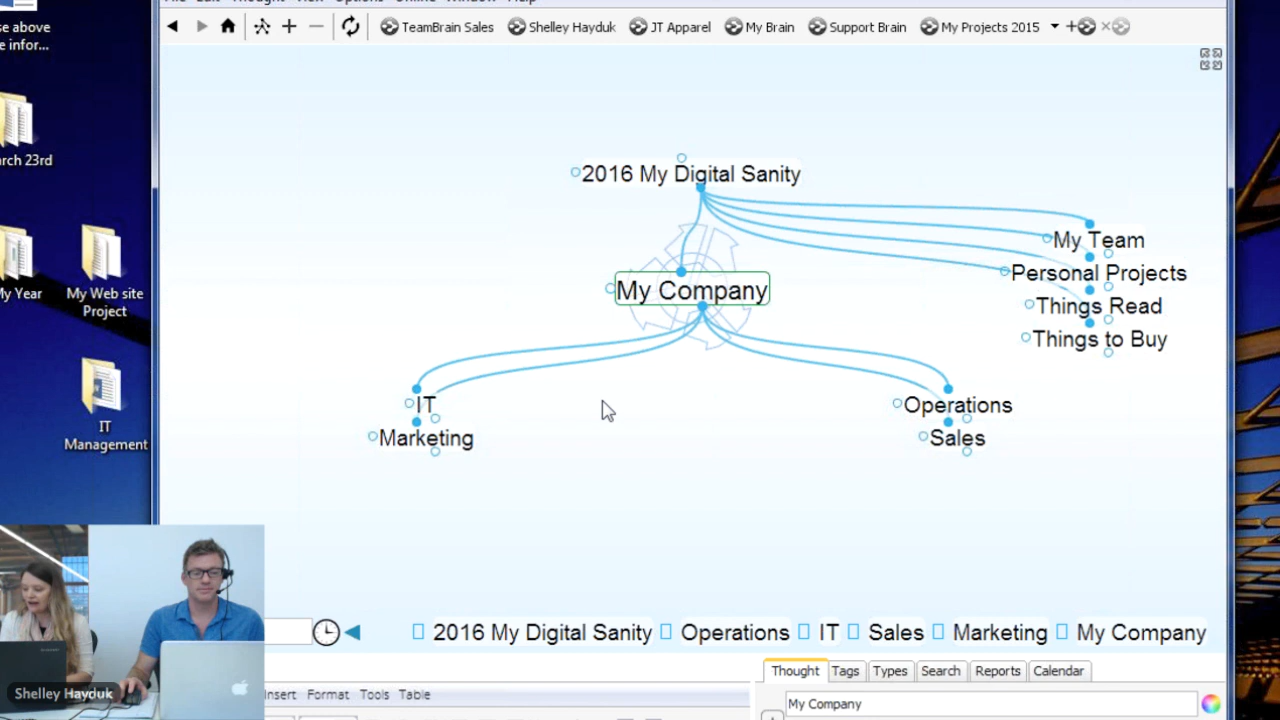 se above
e infor...
arch 23rd
My Year
My Web site
Project
IT
Management
TeamBrain Sales
Shelley Hayduk
JT Apparel
My Brain
Support Brain
My Projects 2015
2016 My Digital Sanity
My Team
Personal Projects
Things Read
Things to Buy
My Company
IT
Marketing
Operations
Sales
2016 My Digital Sanity Operations IT Sales Marketing My Company
Thought Tags Types Search Reports Calendar
My Company
Insert Format Tools Table
Shelley Hayduk